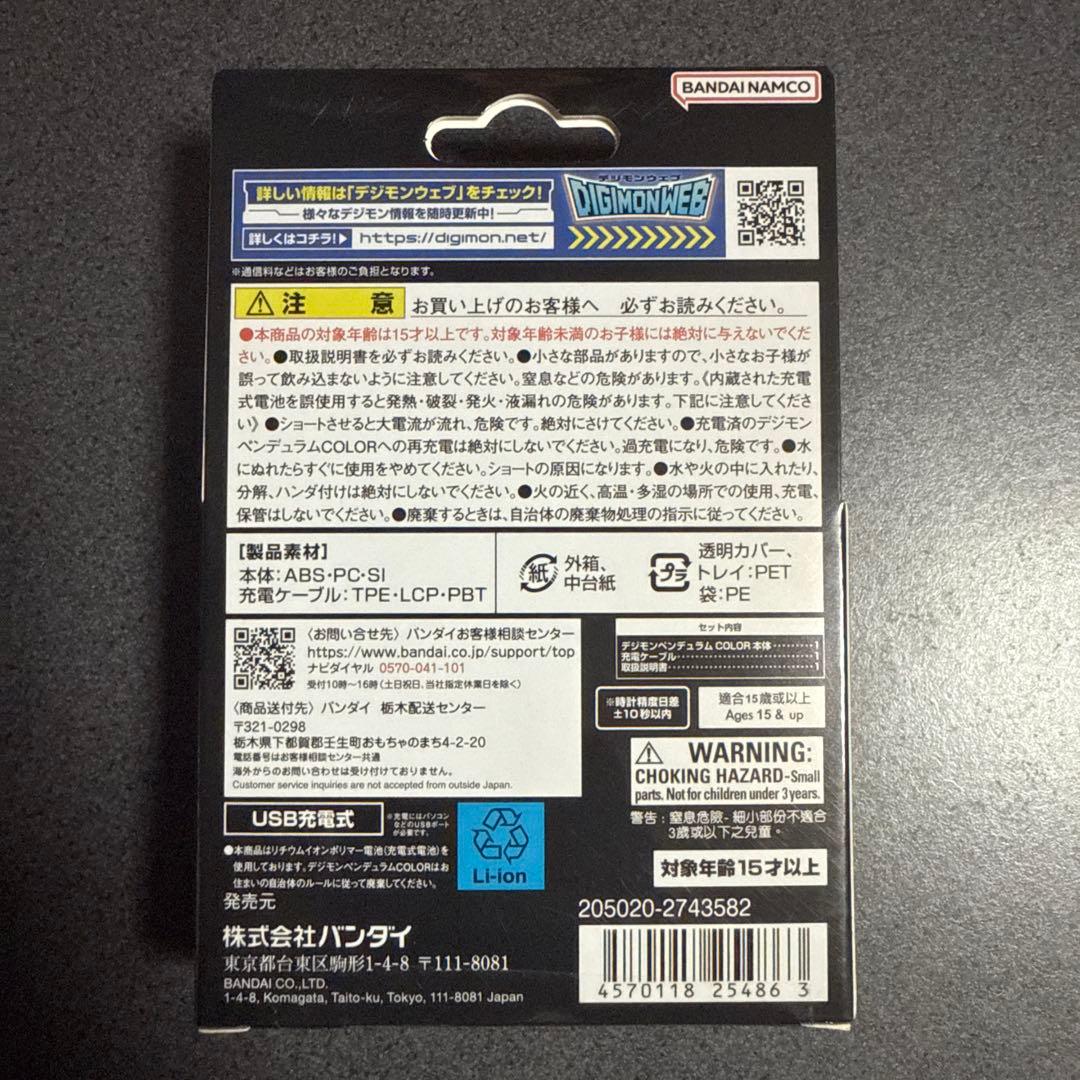 BANDAI NAMCO
詳しい情報は「デジモンウェブ」をチェック!
様々なデジモン情報を随時更新中!
詳しくはコチラ!▶ https://digimon.net/
デジモンウェブ
DIGIMONWEB
※通信料などはお客様のご負担となります。
注 意 お買い上げのお客様へ 必ずお読みください。
●本商品の対象年齢は15才以上です。対象年齢未満のお子様には絶対に与えないでくだ
さい。●取扱説明書を必ずお読みください。●小さな部品がありますので、小さなお子様が
誤って飲み込まないように注意してください。窒息などの危険があります。《内蔵された充電
式電池を誤使用すると発熱・破裂・発火・液漏れの危険があります。下記に注意してくださ
い》●ショートさせると大電流が流れ、危険です。絶対にさけてください。●充電済のデジモン
ペンデュラムCOLORへの再充電は絶対にしないでください。過充電になり、危険です。●水
にぬれたらすぐに使用をやめてください。ショートの原因になります。●水や火の中に入れたり、
分解、ハンダ付けは絶対にしないでください。●火の近く、高温・多湿の場所での使用、充電、
保管はしないでください。●廃棄するときは、自治体の廃棄物処理の指示に従ってください。
【製品素材】
本体:ABS・PC・SI
充電ケーブル:TPE・LCP・PBT
紙
外箱、
中台紙
プラ
透明カバー、
トレイ:PET
袋:PE
〈お問い合せ先〉バンダイお客様相談センター
https://www.bandai.co.jp/support/top
ナビダイヤル 0570-041-101
受付10時〜16時(土日祝日、当社指定休業日を除く)
〈商品送付先〉バンダイ 栃木配送センター
〒321-0298
栃木県下都賀郡壬生町おもちゃのまち4-2-20
電話番号はお客様相談センター共通
海外からのお問い合わせは受け付けておりません。
Customer service inquiries are not accepted from outside Japan.
セット内容
デジモンペンデュラム COLOR 本体………1
充電ケーブル………1
取扱説明書………1
※時計精度日差
±10秒以内
適合15歲或以上
Ages 15 & up
WARNING:
CHOKING HAZARD-Small
parts. Not for children under 3 years.
警告:窒息危險-細小部份不適合
3歲或以下之兒童。
USB充電式
※充電にはパソコン
などのUSBポート
が必要です。
●本商品はリチウムイオンポリマー電池(充電式電池)を
使用しております。デジモンペンデュラムCOLORはお
住まいの自治体のルールに従って廃棄してください。
Li-ion
対象年齢15才以上
発売元
株式会社バンダイ
東京都台東区駒形1-4-8 〒111-8081
BANDAI CO.,LTD.
1-4-8, Komagata, Taito-ku, Tokyo, 111-8081 Japan
205020-2743582
4570118 25486 3